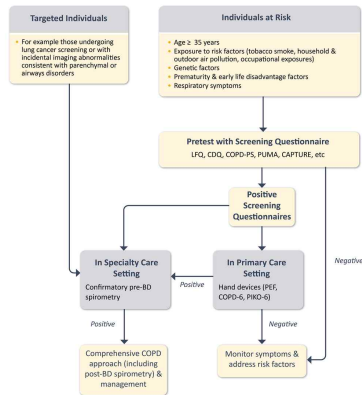 Targeted Individuals
• For example those undergoing
lung cancer screening or with
incidental imaging abnormalities
consistent with parenchymal or
airways disorders
Individuals at Risk
• Age ≥ 35 years
• Exposure to risk factors (tobacco smoke, household &
outdoor air pollution, occupational exposures)
• Genetic factors
• Prematurity & early life disadvantage factors
• Respiratory symptoms
Pretest with Screening Questionnaire
LFQ, CDQ, COPD-PS, PUMA, CAPTURE, etc
Positive
Screening
Questionnaires
Negative
In Specialty Care
Setting
Confirmatory pre-BD
spirometry
Positive
In Primary Care
Setting
Hand devices (PEF,
COPD-6, PIKO-6)
Positive
Negative
Comprehensive COPD
approach (including
post-BD spirometry) &
management
Monitor symptoms &
address risk factors